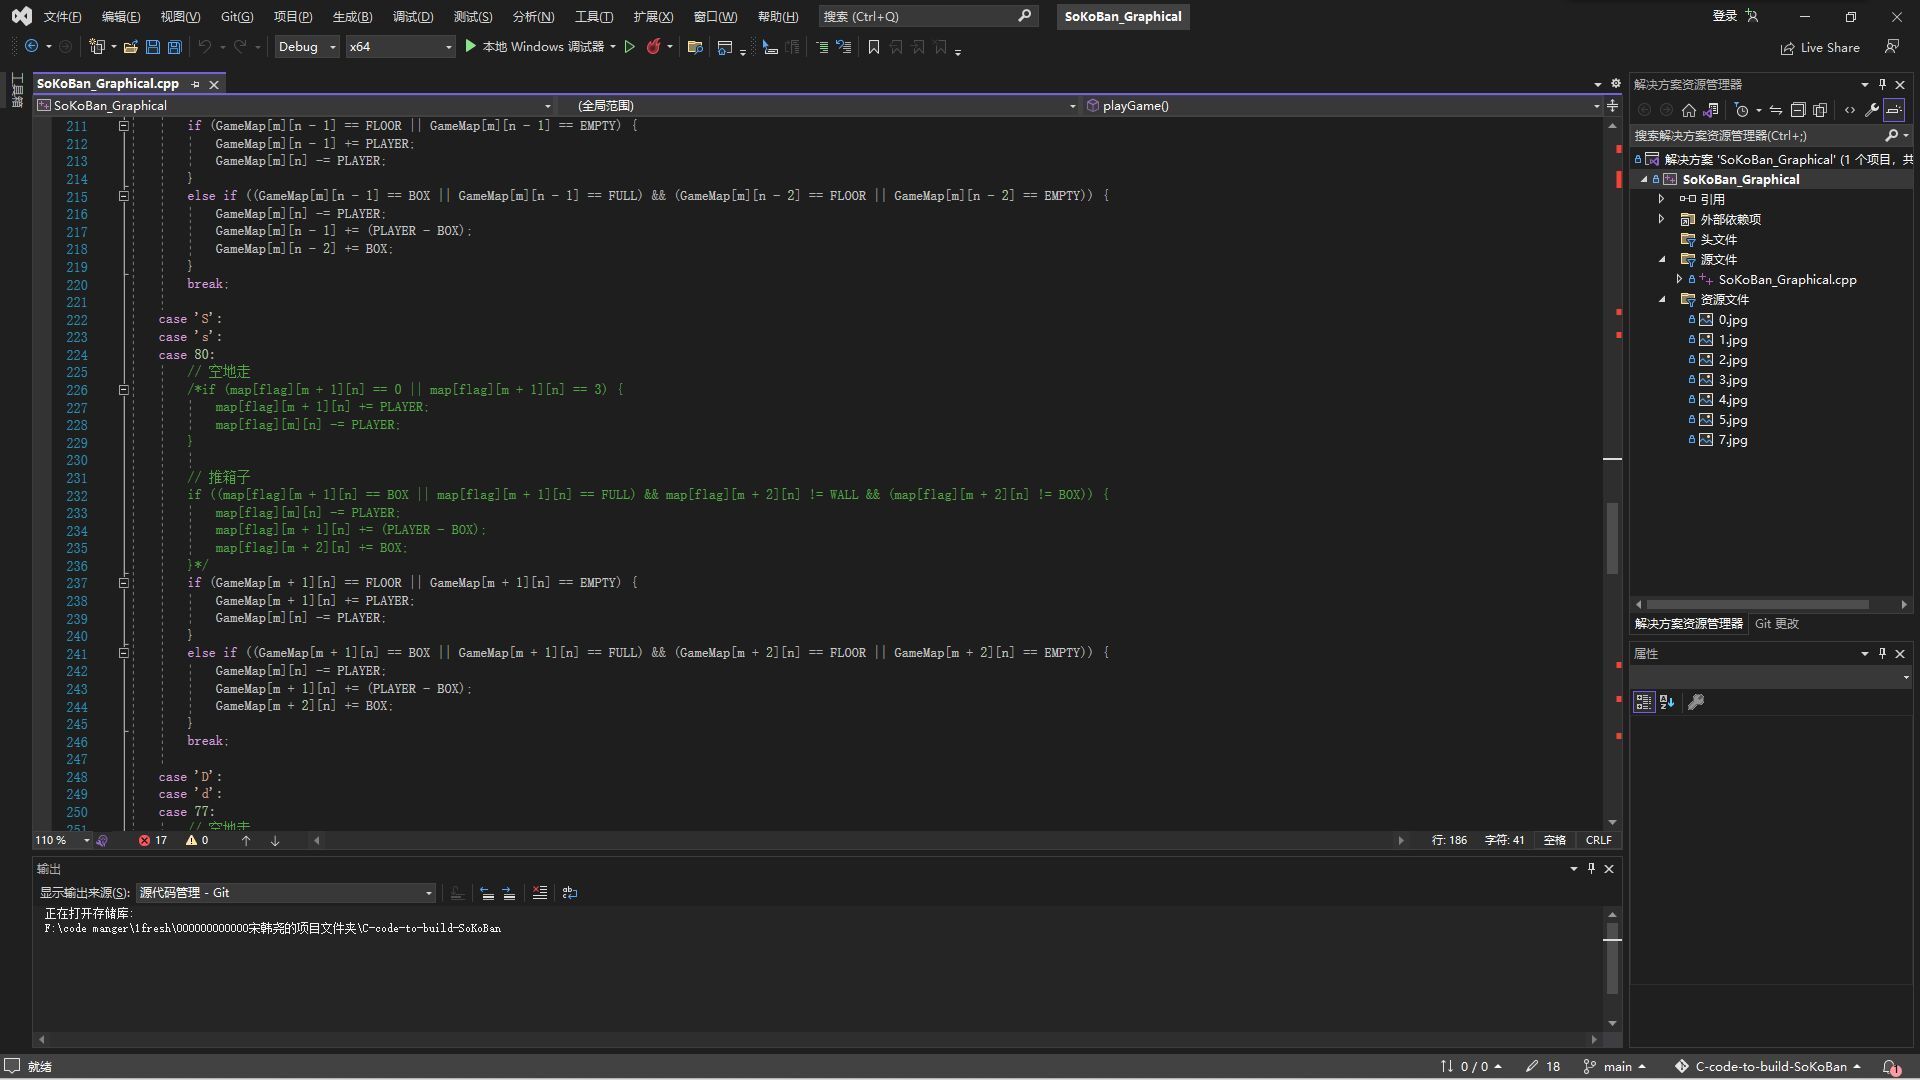 文件(F) 编辑(E) 视图(V) Git(G) 项目(P) 生成(B) 调试(D) 测试(S) 分析(N) 工具(T) 扩展(X) 窗口(W) 帮助(H) 搜索 (Ctrl+Q) SoKoBan_Graphical 登录
Debug x64 本地 Windows 调试器 Live Share
工具箱
SoKoBan_Graphical.cpp
SoKoBan_Graphical (全局范围) playGame()
211 if (GameMap[m][n - 1] == FLOOR || GameMap[m][n - 1] == EMPTY) {
212 GameMap[m][n - 1] += PLAYER;
213 GameMap[m][n] -= PLAYER;
214 }
215 else if ((GameMap[m][n - 1] == BOX || GameMap[m][n - 1] == FULL) && (GameMap[m][n - 2] == FLOOR || GameMap[m][n - 2] == EMPTY)) {
216 GameMap[m][n] -= PLAYER;
217 GameMap[m][n - 1] += (PLAYER - BOX);
218 GameMap[m][n - 2] += BOX;
219 }
220 break;
221
222 case 'S':
223 case 's':
224 case 80:
225 // 空地走
226 /*if (map[flag][m + 1][n] == 0 || map[flag][m + 1][n] == 3) {
227 map[flag][m + 1][n] += PLAYER;
228 map[flag][m][n] -= PLAYER;
229 }
230
231 // 推箱子
232 if ((map[flag][m + 1][n] == BOX || map[flag][m + 1][n] == FULL) && map[flag][m + 2][n] != WALL && (map[flag][m + 2][n] != BOX)) {
233 map[flag][m][n] -= PLAYER;
234 map[flag][m + 1][n] += (PLAYER - BOX);
235 map[flag][m + 2][n] += BOX;
236 }*/
237 if (GameMap[m + 1][n] == FLOOR || GameMap[m + 1][n] == EMPTY) {
238 GameMap[m + 1][n] += PLAYER;
239 GameMap[m][n] -= PLAYER;
240 }
241 else if ((GameMap[m + 1][n] == BOX || GameMap[m + 1][n] == FULL) && (GameMap[m + 2][n] == FLOOR || GameMap[m + 2][n] == EMPTY)) {
242 GameMap[m][n] -= PLAYER;
243 GameMap[m + 1][n] += (PLAYER - BOX);
244 GameMap[m + 2][n] += BOX;
245 }
246 break;
247
248 case 'D':
249 case 'd':
250 case 77:
251 // 空地走
110 % 17 0 行: 186 字符: 41 空格 CRLF
输出
显示输出来源(S): 源代码管理 - Git
正在打开存储库:
F:\code manger\1fresh\000000000000宋韩尧的项目文件夹\C-code-to-build-SoKoBan
解决方案资源管理器
搜索解决方案资源管理器(Ctrl+;)
解决方案 'SoKoBan_Graphical' (1 个项目, 共
SoKoBan_Graphical
引用
外部依赖项
头文件
源文件
SoKoBan_Graphical.cpp
资源文件
0.jpg
1.jpg
2.jpg
3.jpg
4.jpg
5.jpg
7.jpg
解决方案资源管理器 Git 更改
属性
就绪 0 / 0 18 main C-code-to-build-SoKoBan 1